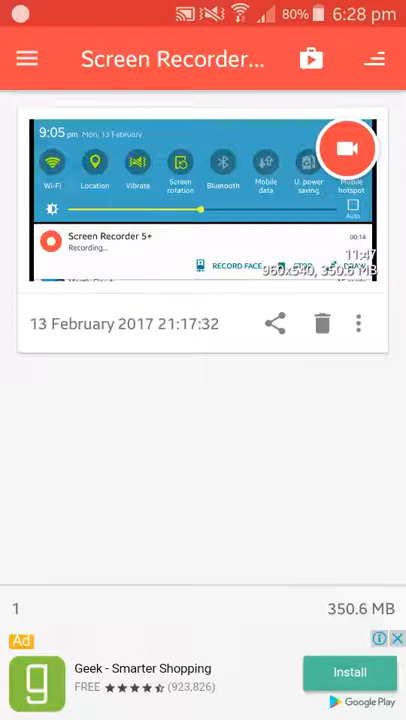 80% 6:28 pm
Screen Recorder...
9:05 pm Mon, 13 February
Wi-Fi Location Vibrate Screen rotation Bluetooth Mobile data U. power saving Mobile hotspot
Auto
Screen Recorder 5+ 00:14
Recording...
RECORD FACE STOP DRAW
11:47
960x540, 350.6 MB
13 February 2017 21:17:32
1 350.6 MB
Ad
Geek - Smarter Shopping
FREE (923,826)
Install
Google Play